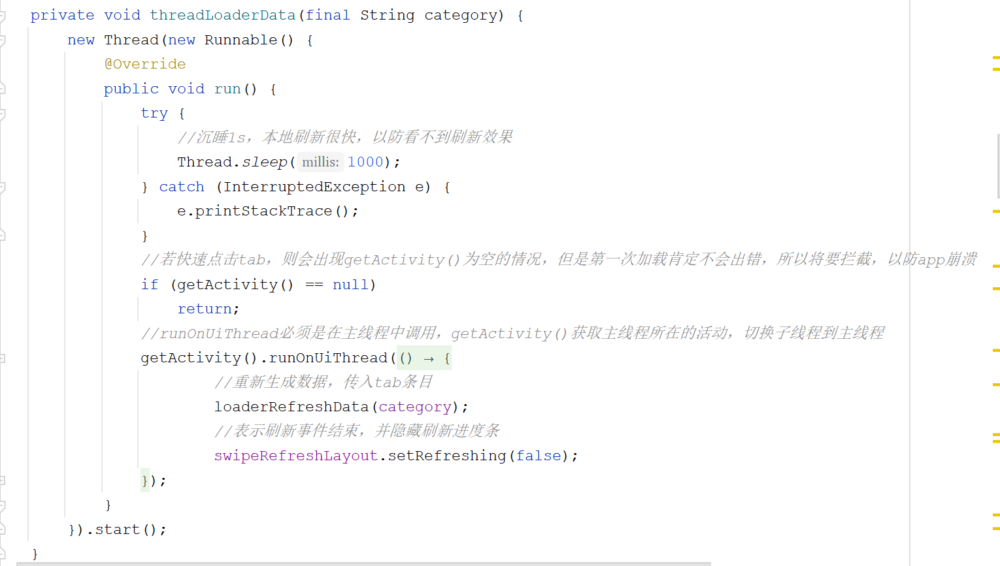 private void threadLoaderData(final String category) {
new Thread(new Runnable() {
@Override
public void run() {
try {
//沉睡1s，本地刷新很快，以防看不到刷新效果
Thread.sleep( millis: 1000);
} catch (InterruptedException e) {
e.printStackTrace();
}
//若快速点击tab，则会出现getActivity()为空的情况，但是第一次加载肯定不会出错，所以将要拦截，以防app崩溃
if (getActivity() == null)
return;
//runOnUiThread必须是在主线程中调用，getActivity()获取主线程所在的活动，切换子线程到主线程
getActivity().runOnUiThread(() → {
//重新生成数据，传入tab条目
loaderRefreshData(category);
//表示刷新事件结束，并隐藏刷新进度条
swipeRefreshLayout.setRefreshing(false);
});
}
}).start();
}